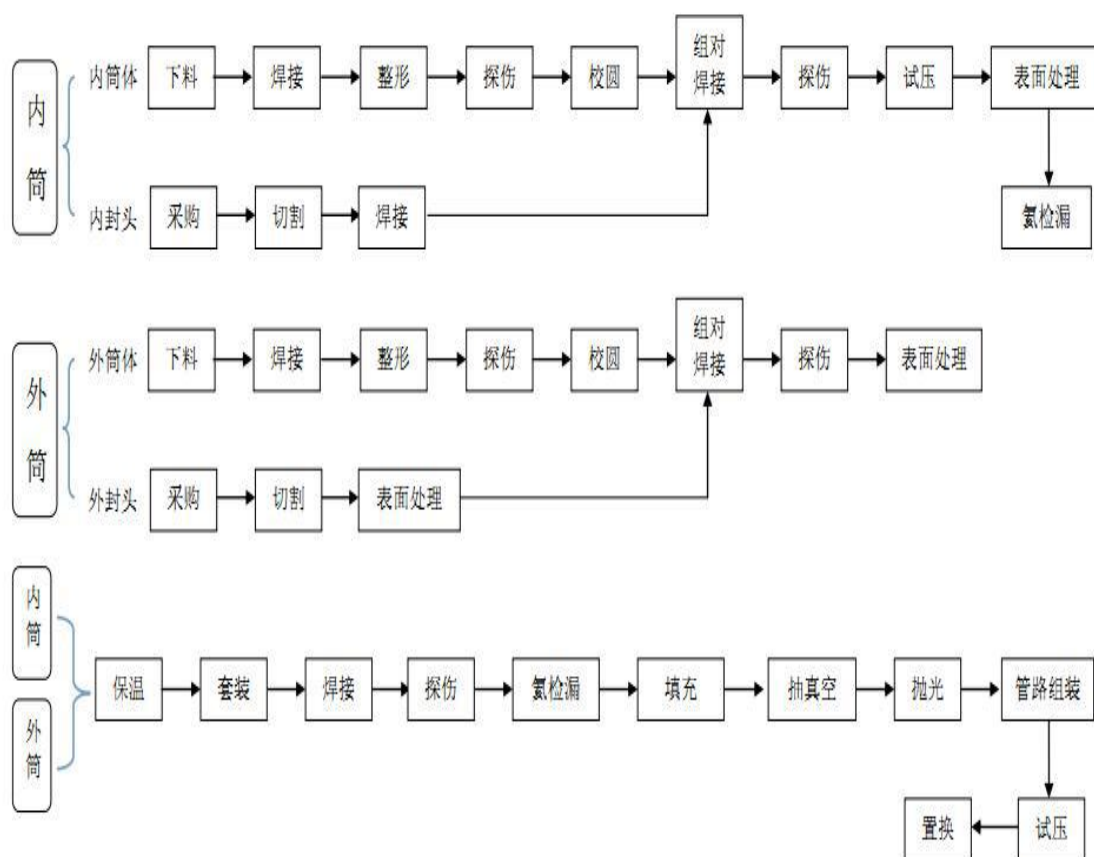 内筒
内筒体 下料 焊接 整形 探伤 校圆 组对焊接 探伤 试压 表面处理
内封头 采购 切割 焊接 氦检漏
外筒
外筒体 下料 焊接 整形 探伤 校圆 组对焊接 探伤 表面处理
外封头 采购 切割 表面处理
内筒
外筒
保温 套装 焊接 探伤 氦检漏 填充 抽真空 抛光 管路组装
置换 试压